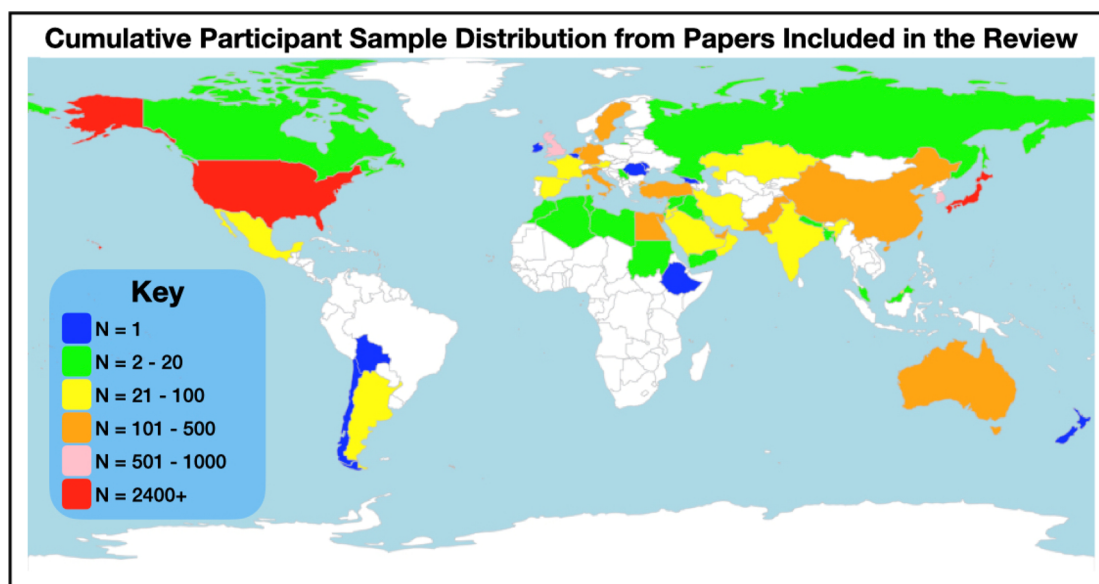 Cumulative Participant Sample Distribution from Papers Included in the Review
Key
N = 1
N = 2 - 20
N = 21 - 100
N = 101 - 500
N = 501 - 1000
N = 2400+